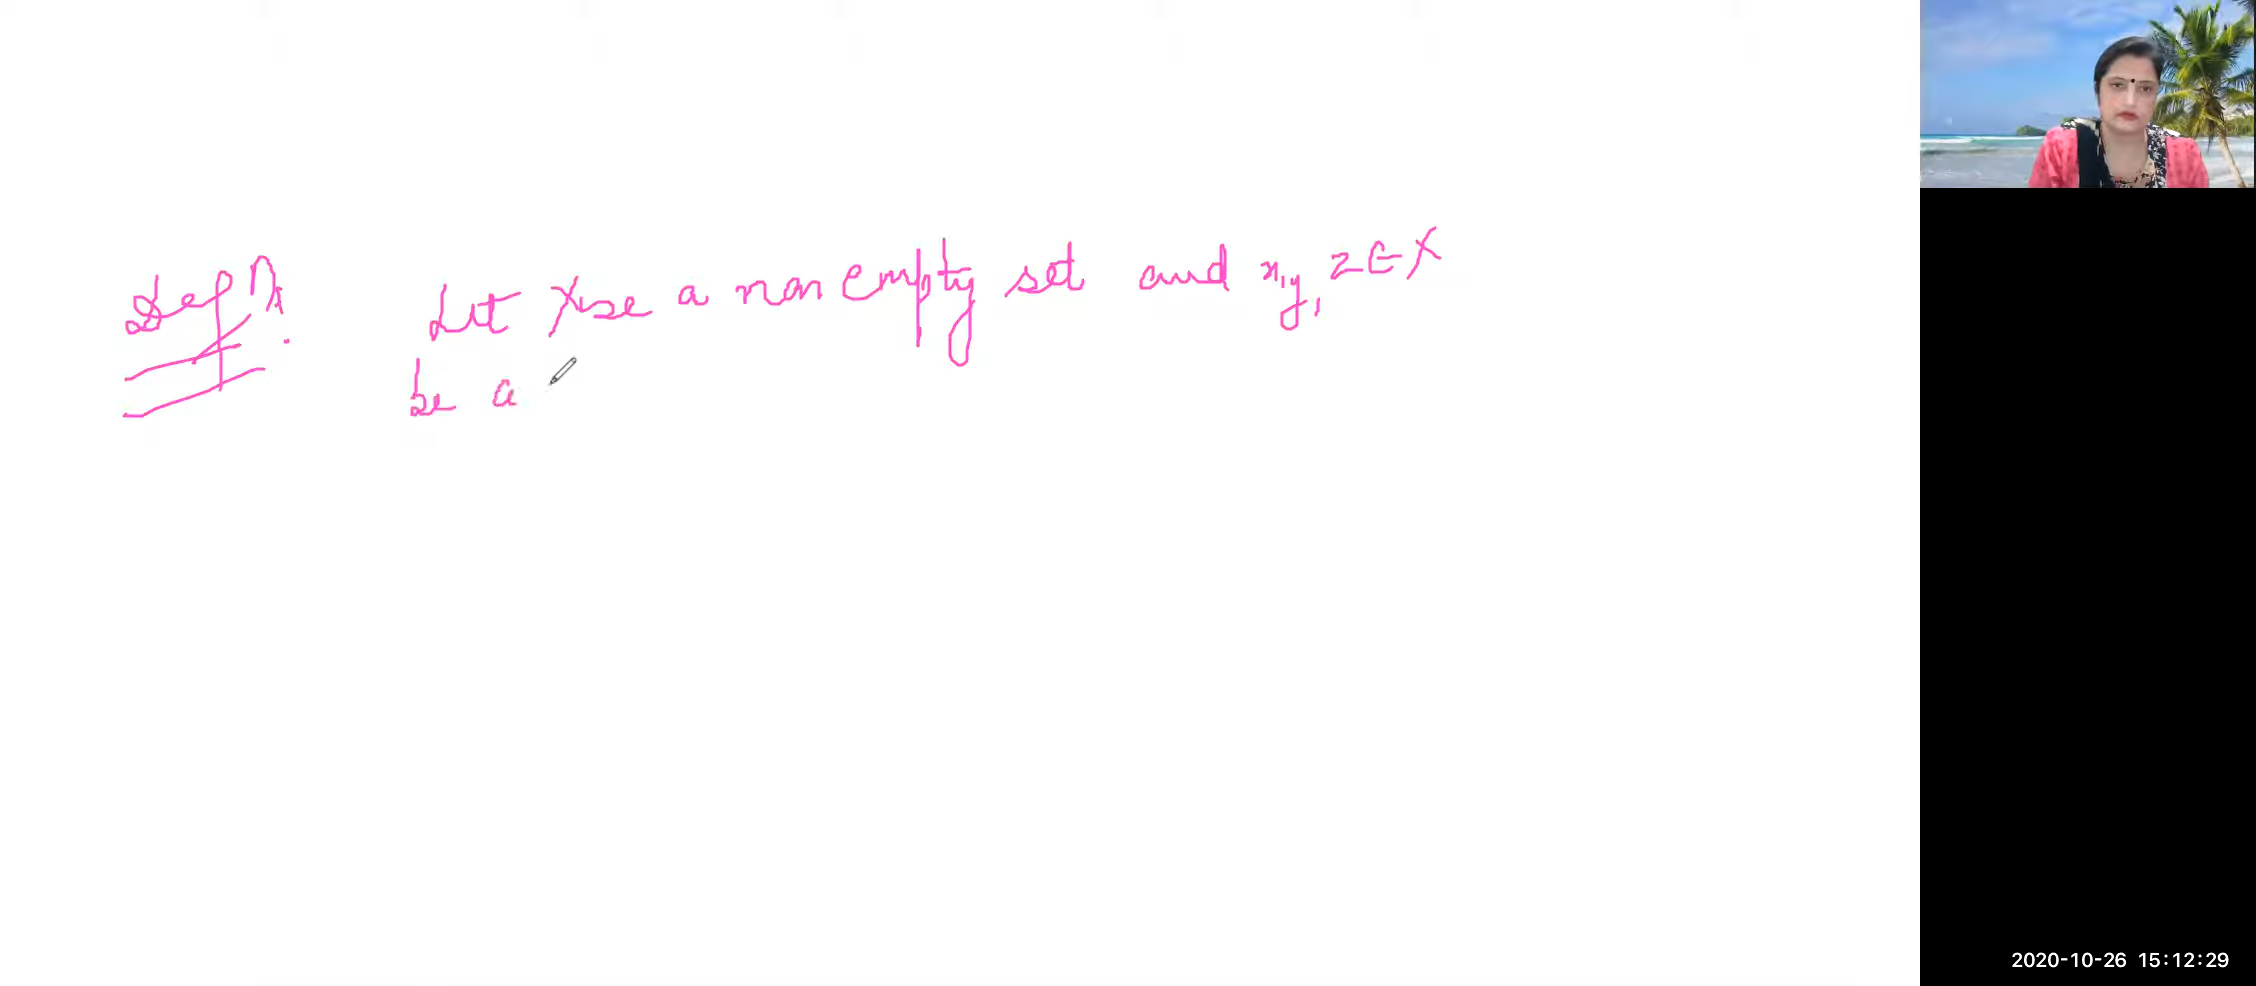 Defn. Let X be a non empty set and x, y, z ∈ X
be a
2020-10-26 15:12:29